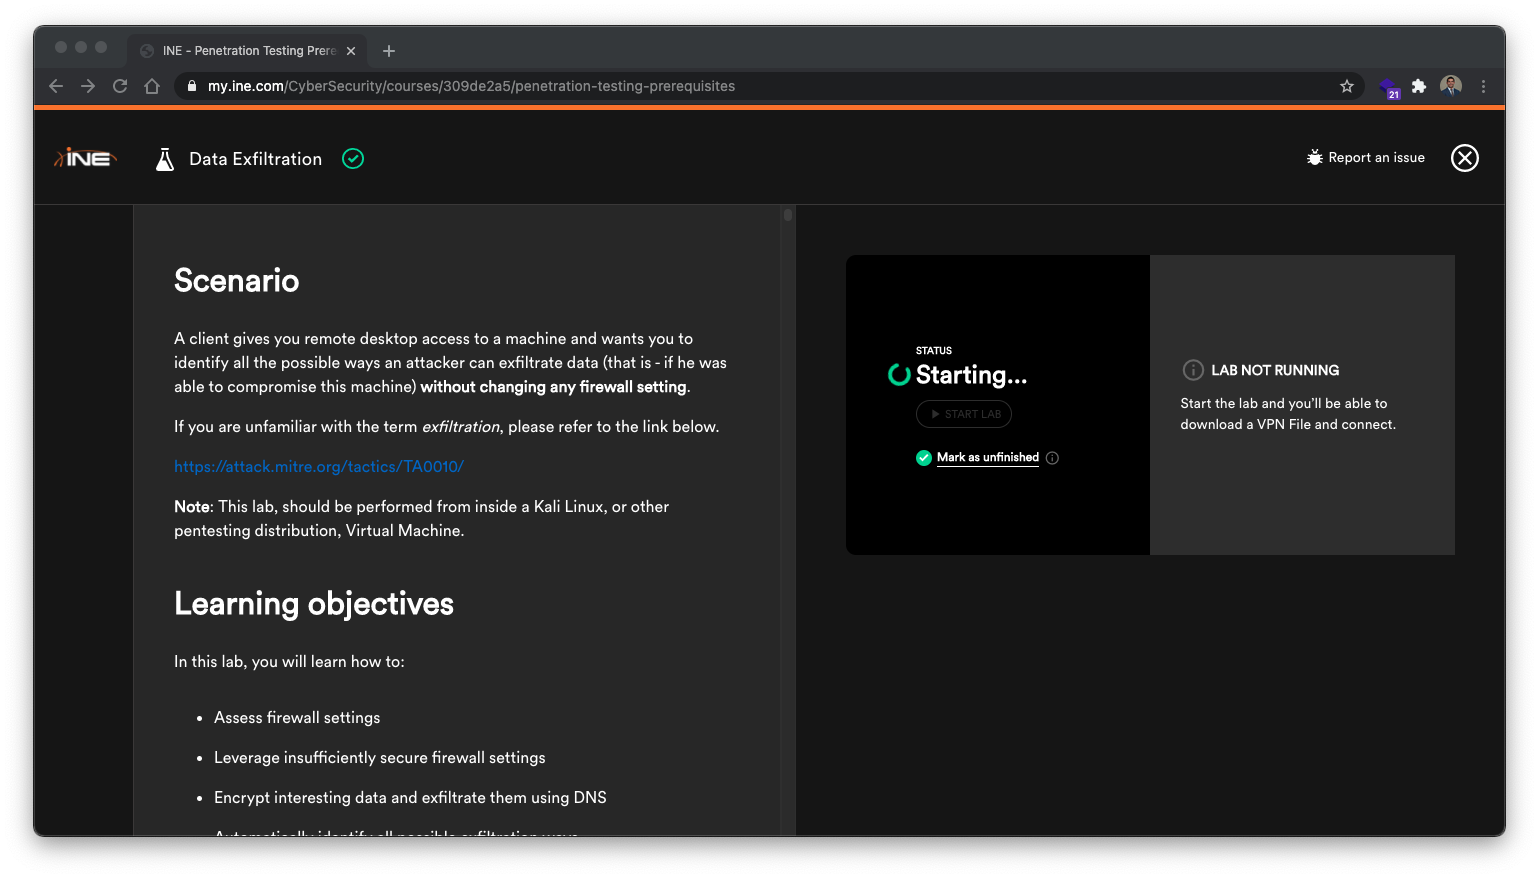 INE - Penetration Testing Prere
my.ine.com/CyberSecurity/courses/309de2a5/penetration-testing-prerequisites
21
INE
Data Exfiltration
Report an issue
Scenario
A client gives you remote desktop access to a machine and wants you to
identify all the possible ways an attacker can exfiltrate data (that is - if he was
able to compromise this machine) without changing any firewall setting.
If you are unfamiliar with the term exfiltration, please refer to the link below.
https://attack.mitre.org/tactics/TA0010/
Note: This lab, should be performed from inside a Kali Linux, or other
pentesting distribution, Virtual Machine.
Learning objectives
In this lab, you will learn how to:
• Assess firewall settings
• Leverage insufficiently secure firewall settings
• Encrypt interesting data and exfiltrate them using DNS
• Automatically identify all possible exfiltration ways
STATUS
Starting...
START LAB
Mark as unfinished
LAB NOT RUNNING
Start the lab and you'll be able to
download a VPN File and connect.